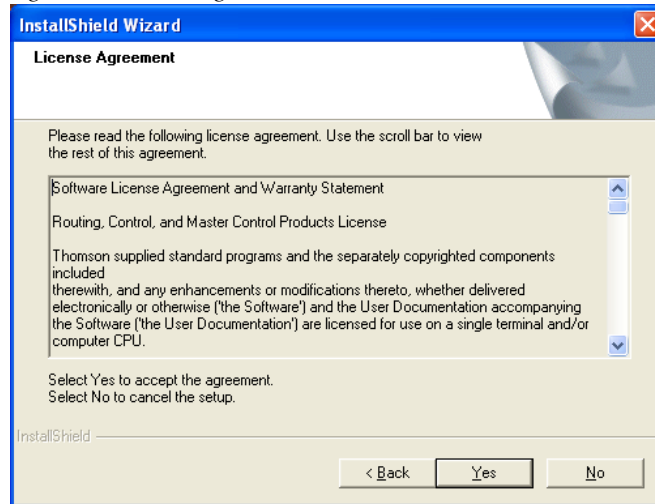 InstallShield Wizard
License Agreement
Please read the following license agreement. Use the scroll bar to view
the rest of this agreement.
Software License Agreement and Warranty Statement
Routing, Control, and Master Control Products License
Thomson supplied standard programs and the separately copyrighted components
included
therewith, and any enhancements or modifications thereto, whether delivered
electronically or otherwise ('the Software') and the User Documentation accompanying
the Software ('the User Documentation') are licensed for use on a single terminal and/or
computer CPU.
Select Yes to accept the agreement.
Select No to cancel the setup.
InstallShield
< Back Yes No